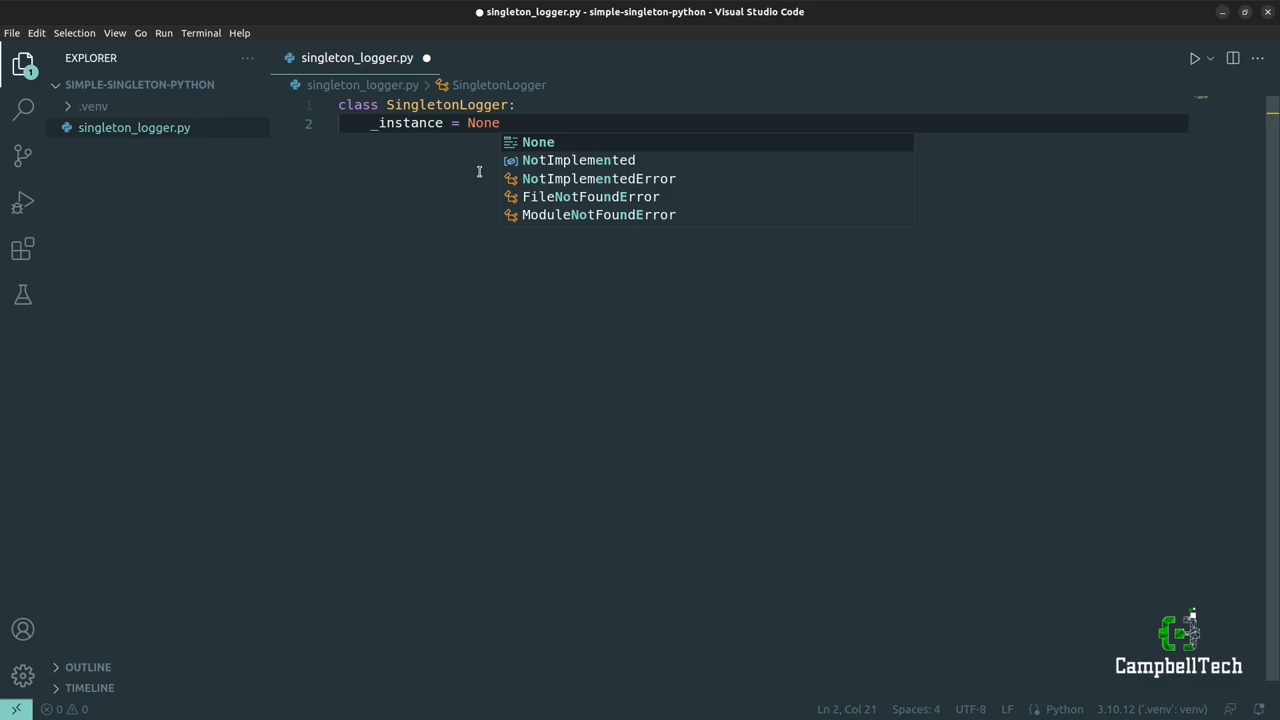 ● singleton_logger.py - simple-singleton-python - Visual Studio Code
File Edit Selection View Go Run Terminal Help
EXPLORER
singleton_logger.py
SIMPLE-SINGLETON-PYTHON
singleton_logger.py > SingletonLogger
.venv
singleton_logger.py
1 class SingletonLogger:
2 _instance = None
None
NotImplemented
NotImplementedError
FileNotFoundError
ModuleNotFoundError
1
CampbellTech
OUTLINE
TIMELINE
0 0 Ln 2, Col 21 Spaces: 4 UTF-8 LF Python 3.10.12 ('.venv': venv)